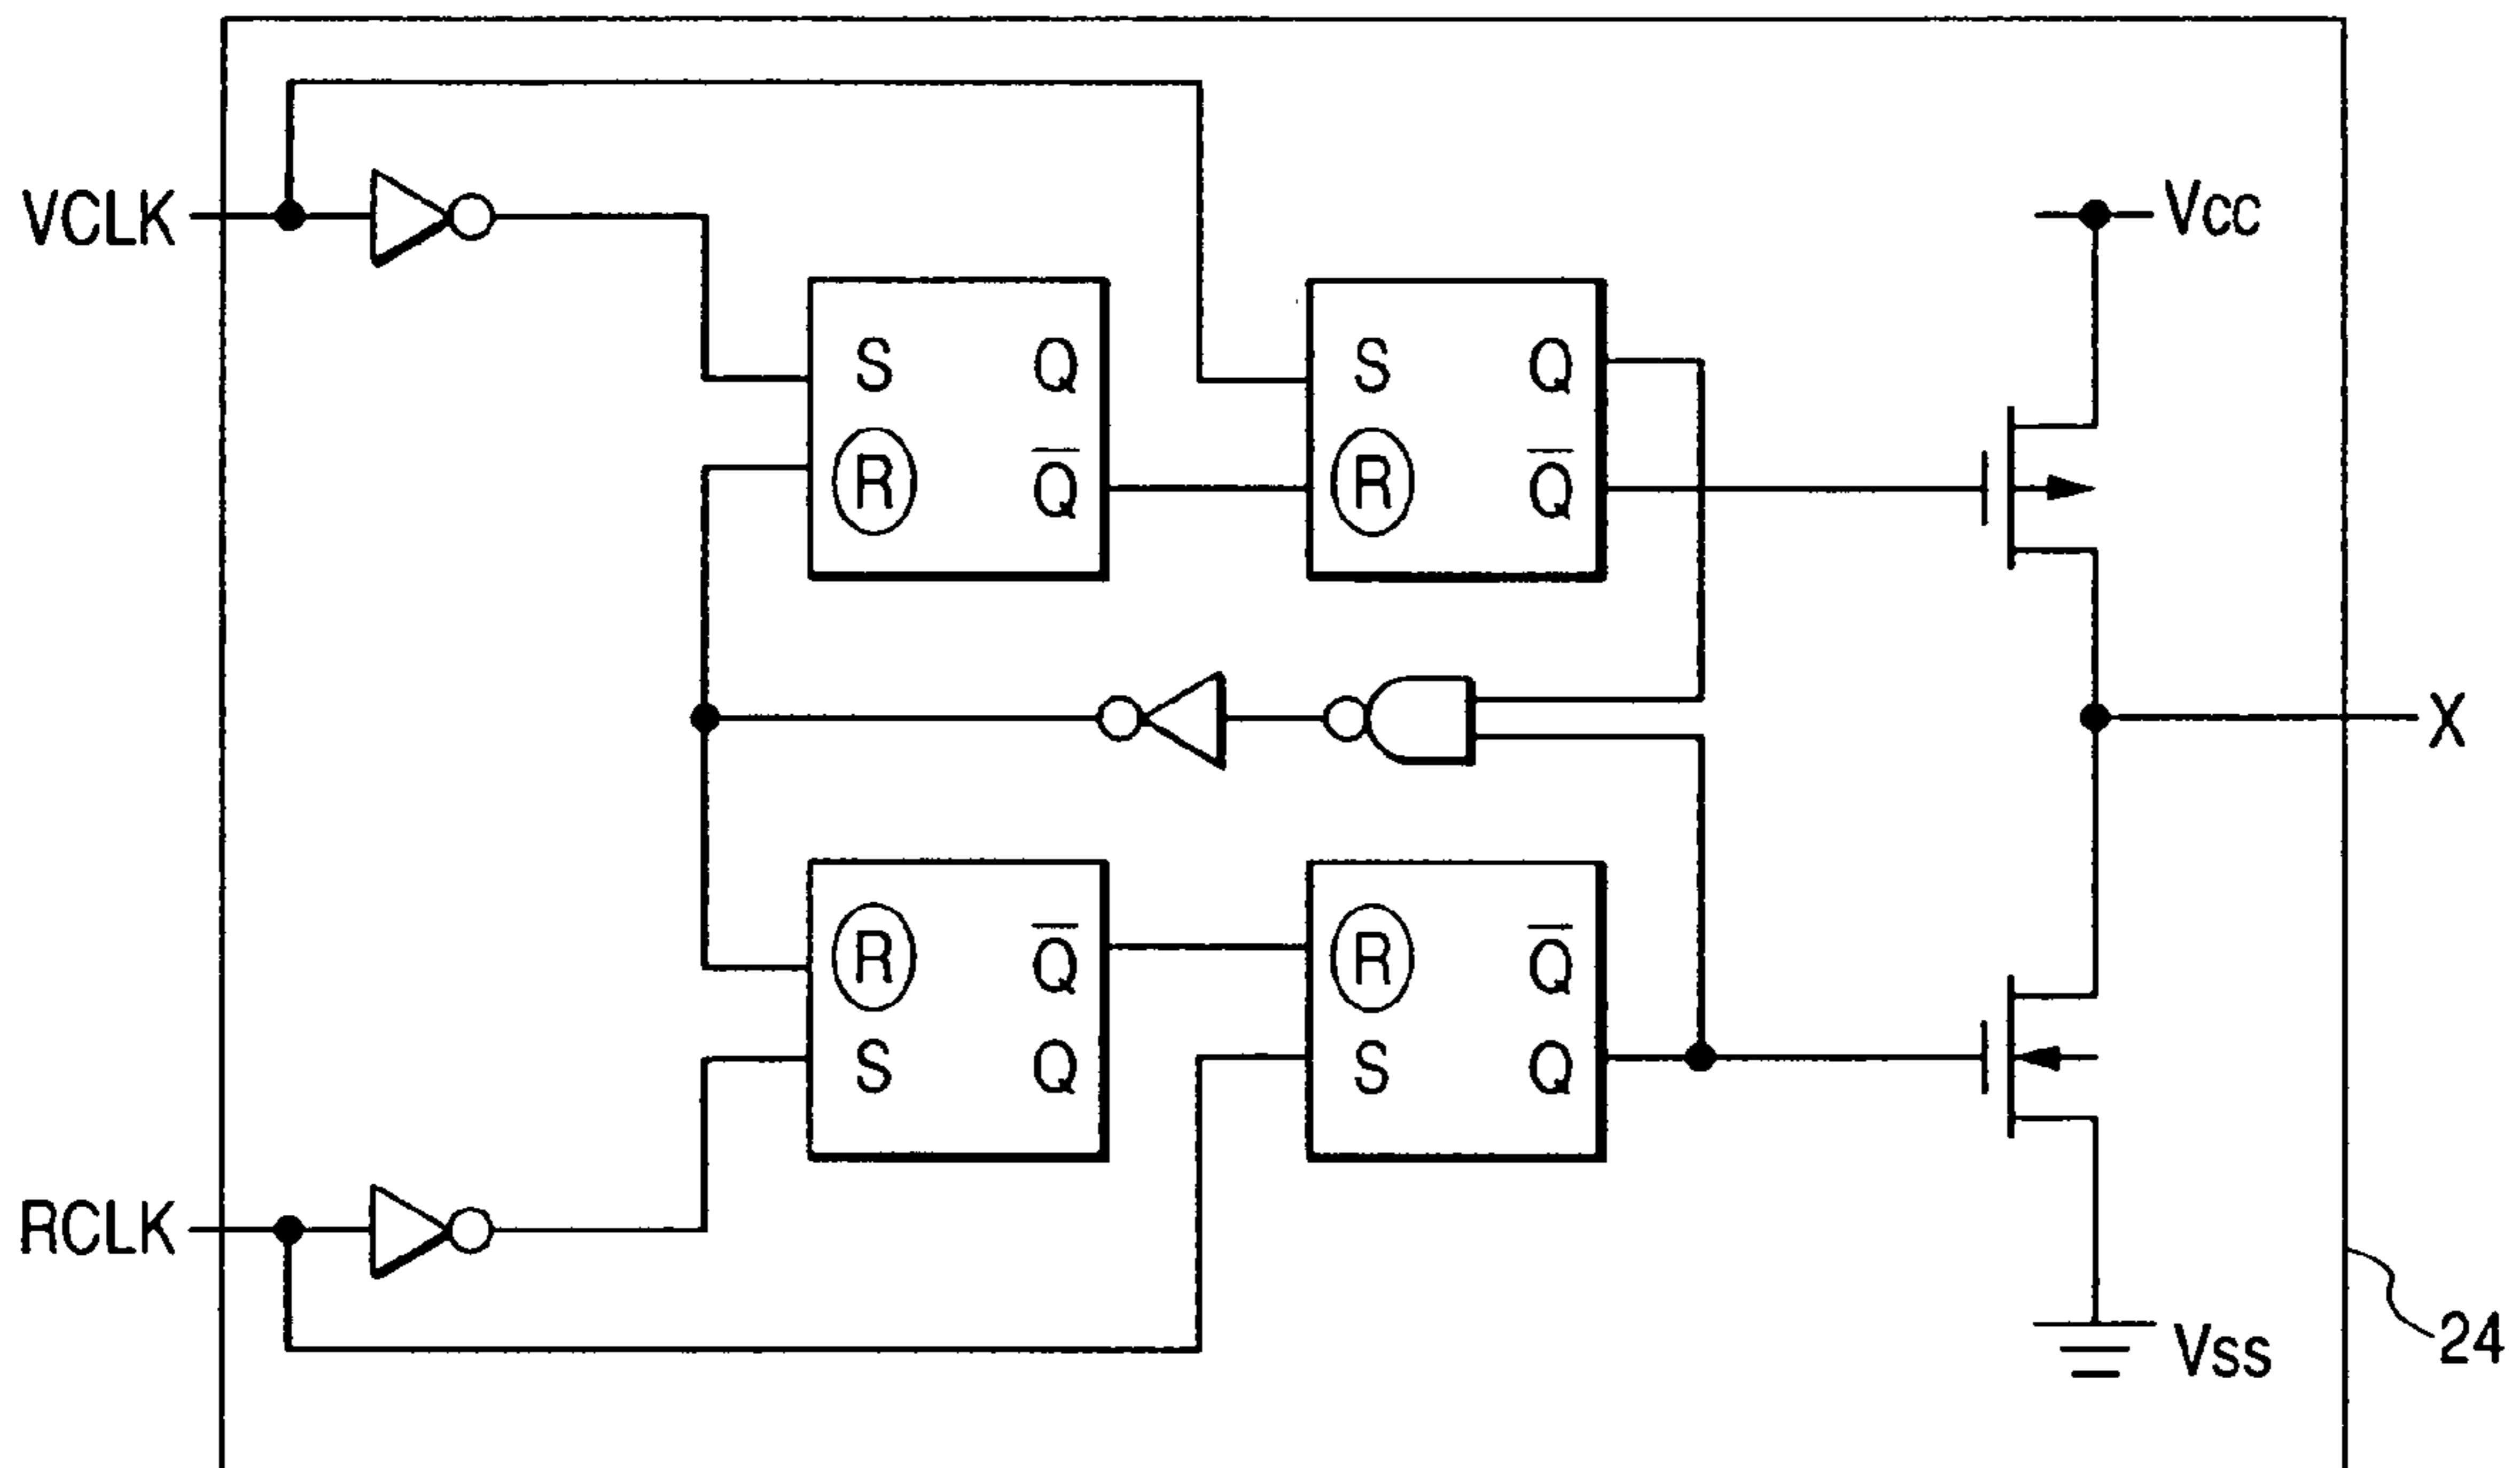 VCLK
Vcc
S Q
R Q̅
S Q
R Q̅
X
R Q̅
S Q
R Q̅
S Q
RCLK
Vss
24